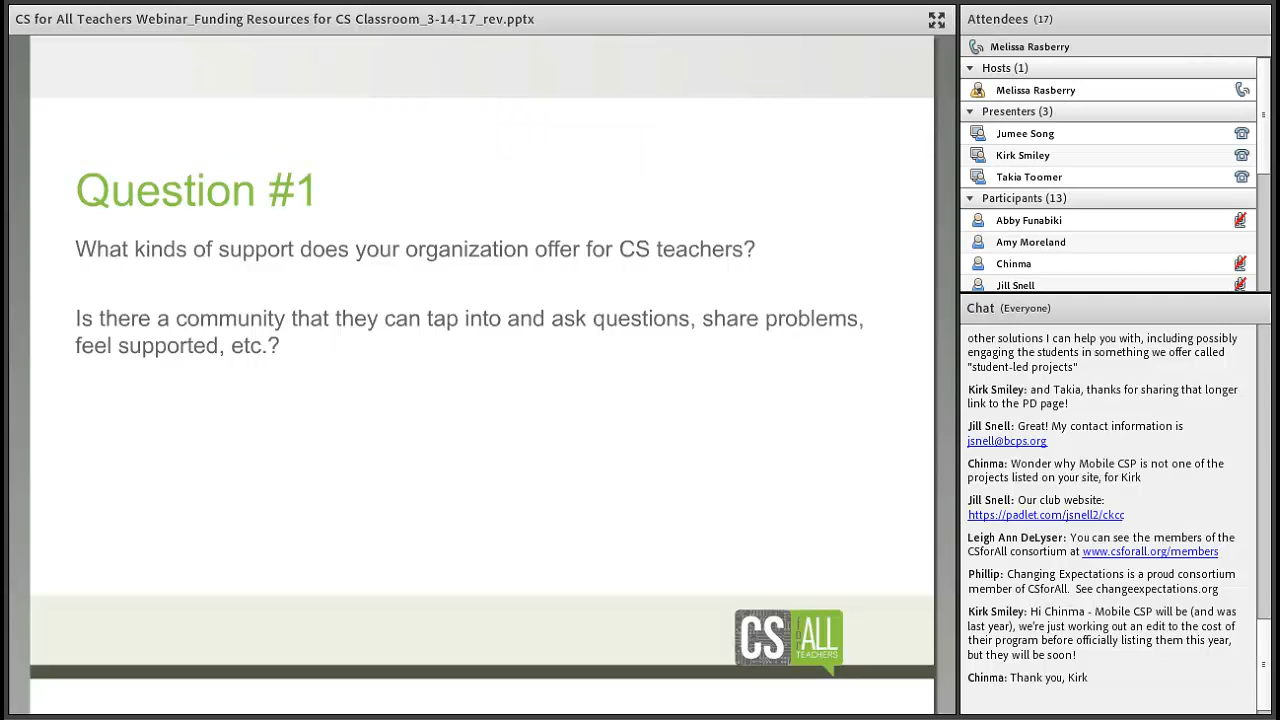 CS for All Teachers Webinar_Funding Resources for CS Classroom_3-14-17_rev.pptx
Question #1
What kinds of support does your organization offer for CS teachers?
Is there a community that they can tap into and ask questions, share problems,
feel supported, etc.?
CS
FOR
ALL
TEACHERS
Attendees (17)
Melissa Rasberry
Hosts (1)
Melissa Rasberry
Presenters (3)
Jumee Song
Kirk Smiley
Takia Toomer
Participants (13)
Abby Funabiki
Amy Moreland
Chinma
Jill Snell
Chat (Everyone)
other solutions I can help you with, including possibly
engaging the students in something we offer called
"student-led projects"
Kirk Smiley: and Takia, thanks for sharing that longer
link to the PD page!
Jill Snell: Great! My contact information is
jsnell@bcps.org
Chinma: Wonder why Mobile CSP is not one of the
projects listed on your site, for Kirk
Jill Snell: Our club website:
https://padlet.com/jsnell2/ckcc
Leigh Ann DeLyser: You can see the members of the
CSforAll consortium at www.csforall.org/members
Phillip: Changing Expectations is a proud consortium
member of CSforAll. See changeexpectations.org
Kirk Smiley: Hi Chinma - Mobile CSP will be (and was
last year), we're just working out an edit to the cost of
their program before officially listing them this year,
but they will be soon!
Chinma: Thank you, Kirk